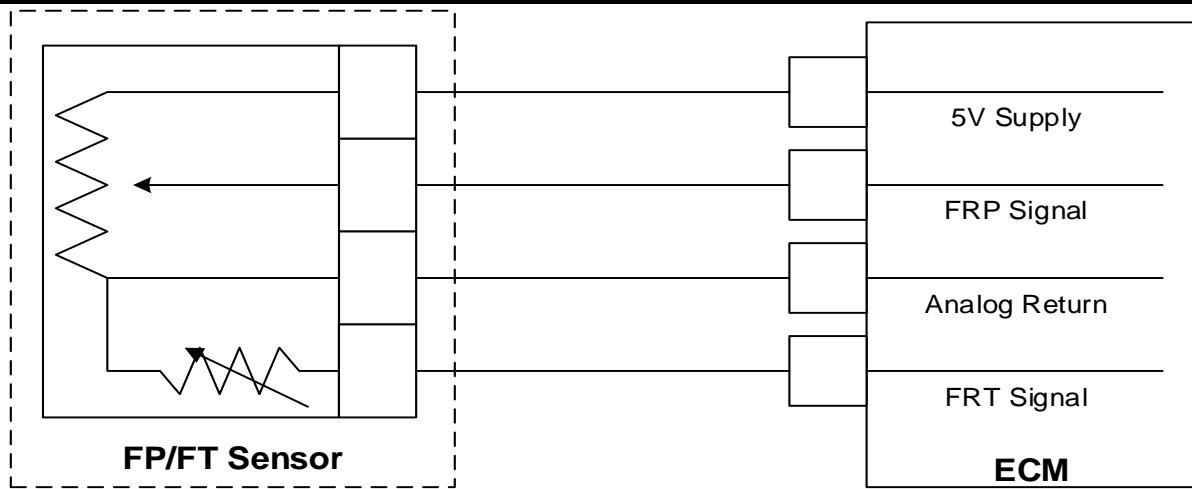 5V Supply
FRP Signal
Analog Return
FRT Signal
FP/FT Sensor
ECM